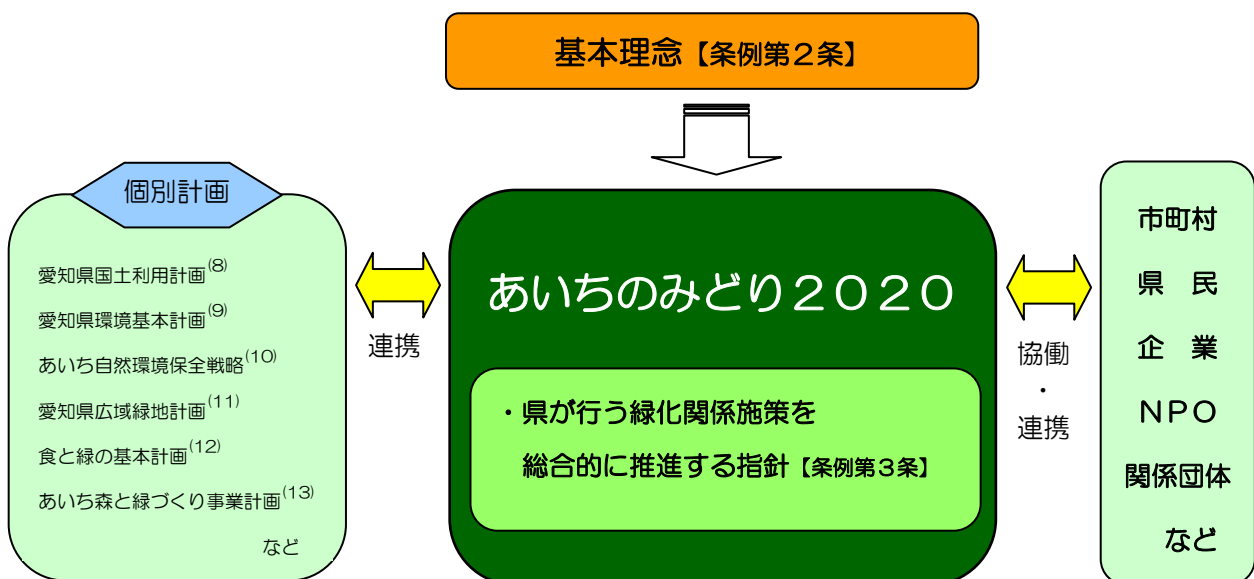 基本理念【条例第2条】
個別計画
愛知県国土利用計画(8)
愛知県環境基本計画(9)
あいち自然環境保全戦略(10)
愛知県広域緑地計画(11)
食と緑の基本計画(12)
あいち森と緑づくり事業計画(13)
など
連携
あいちのみどり2020
・県が行う緑化関係施策を
総合的に推進する指針【条例第3条】
協働
・
連携
市町村
県 民
企 業
NPO
関係団体
など